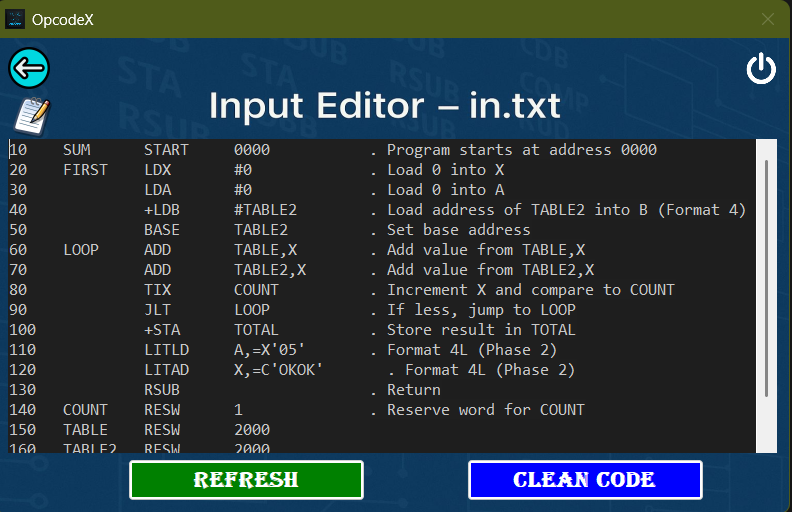 OpcodeX
Input Editor – in.txt
10 SUM START 0000 . Program starts at address 0000
20 FIRST LDX #0 . Load 0 into X
30 LDA #0 . Load 0 into A
40 +LDB #TABLE2 . Load address of TABLE2 into B (Format 4)
50 BASE TABLE2 . Set base address
60 LOOP ADD TABLE,X . Add value from TABLE,X
70 ADD TABLE2,X . Add value from TABLE2,X
80 TIX COUNT . Increment X and compare to COUNT
90 JLT LOOP . If less, jump to LOOP
100 +STA TOTAL . Store result in TOTAL
110 LITLD A,=X'05' . Format 4L (Phase 2)
120 LITAD X,=C'OKOK' . Format 4L (Phase 2)
130 RSUB . Return
140 COUNT RESW 1 . Reserve word for COUNT
150 TABLE RESW 2000
160 TABLE2 RESW 2000
REFRESH
CLEAN CODE